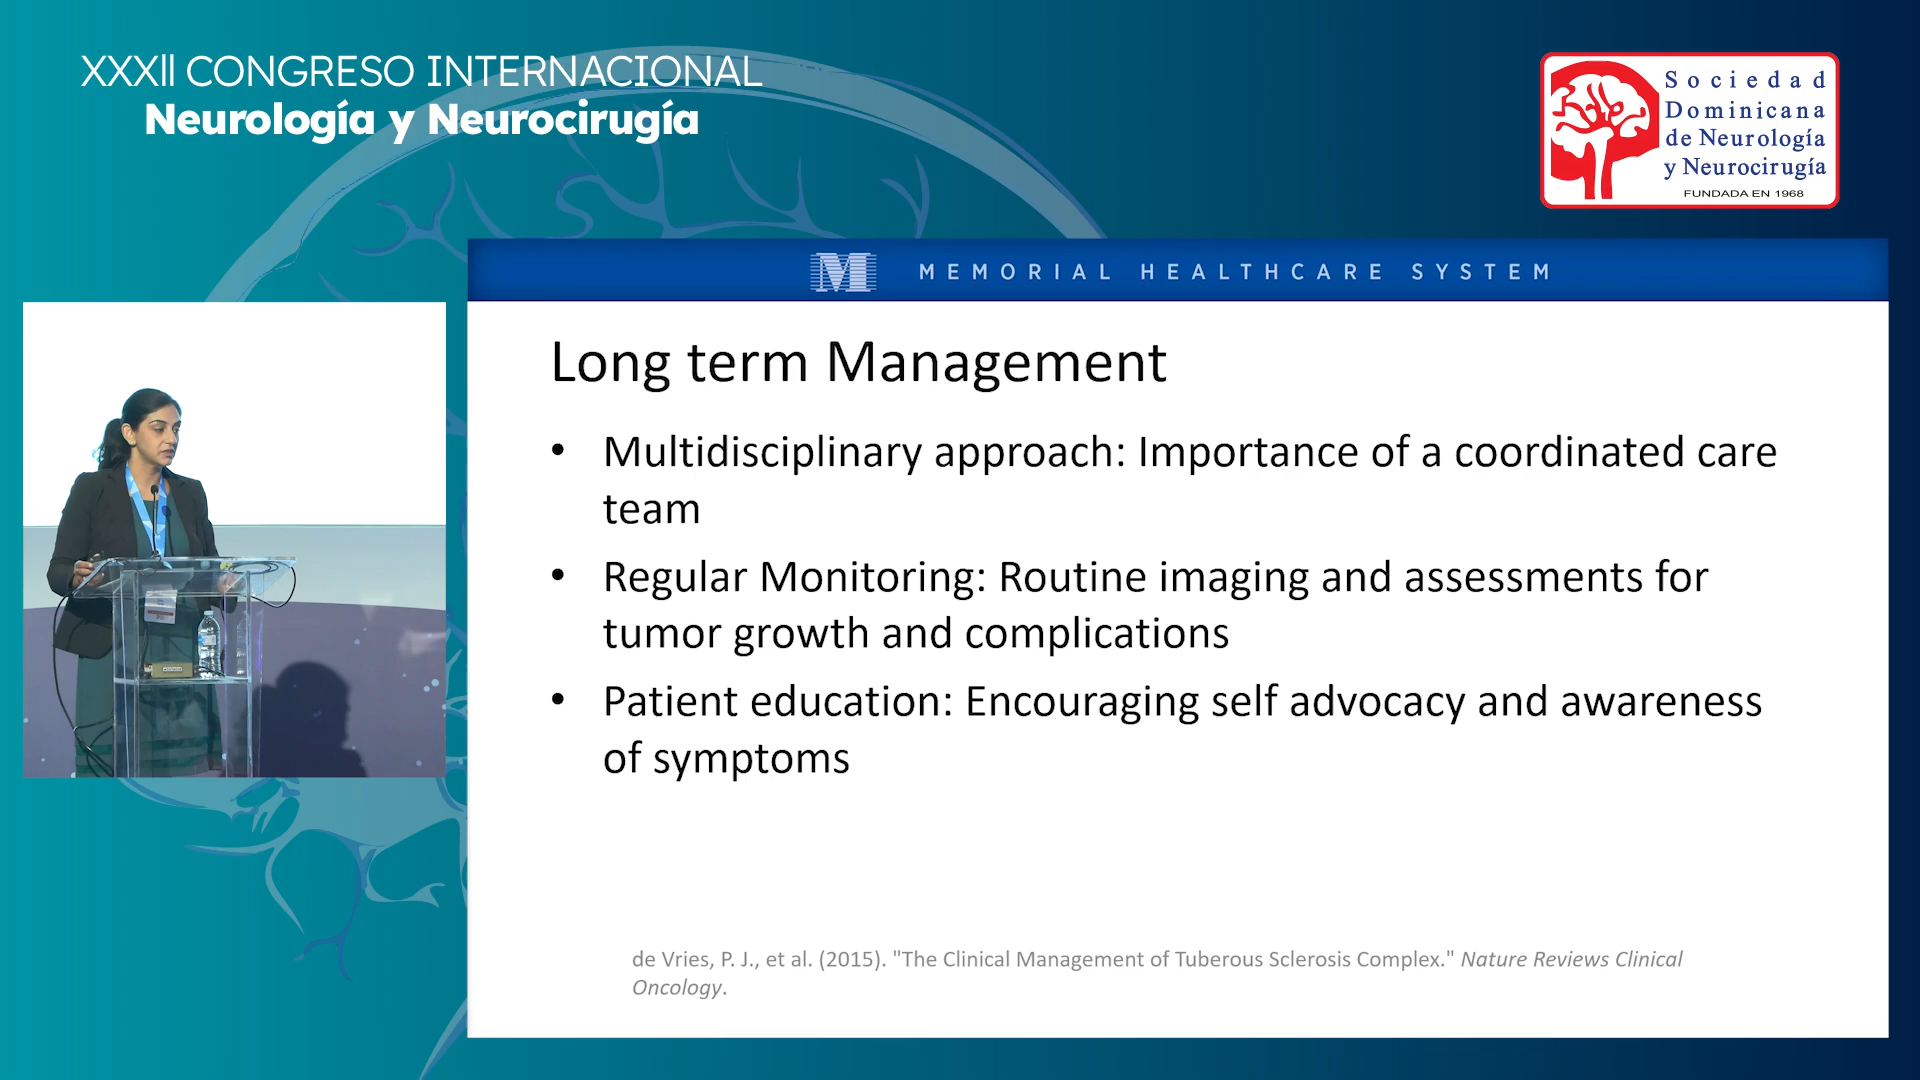 XXXII CONGRESO INTERNACIONAL
Neurología y Neurocirugía
Sociedad
Dominicana
de Neurología
y Neurocirugía
FUNDADA EN 1968
MEMORIAL HEALTHCARE SYSTEM
Long term Management
• Multidisciplinary approach: Importance of a coordinated care
team
• Regular Monitoring: Routine imaging and assessments for
tumor growth and complications
• Patient education: Encouraging self advocacy and awareness
of symptoms
de Vries, P. J., et al. (2015). "The Clinical Management of Tuberous Sclerosis Complex." Nature Reviews Clinical
Oncology.